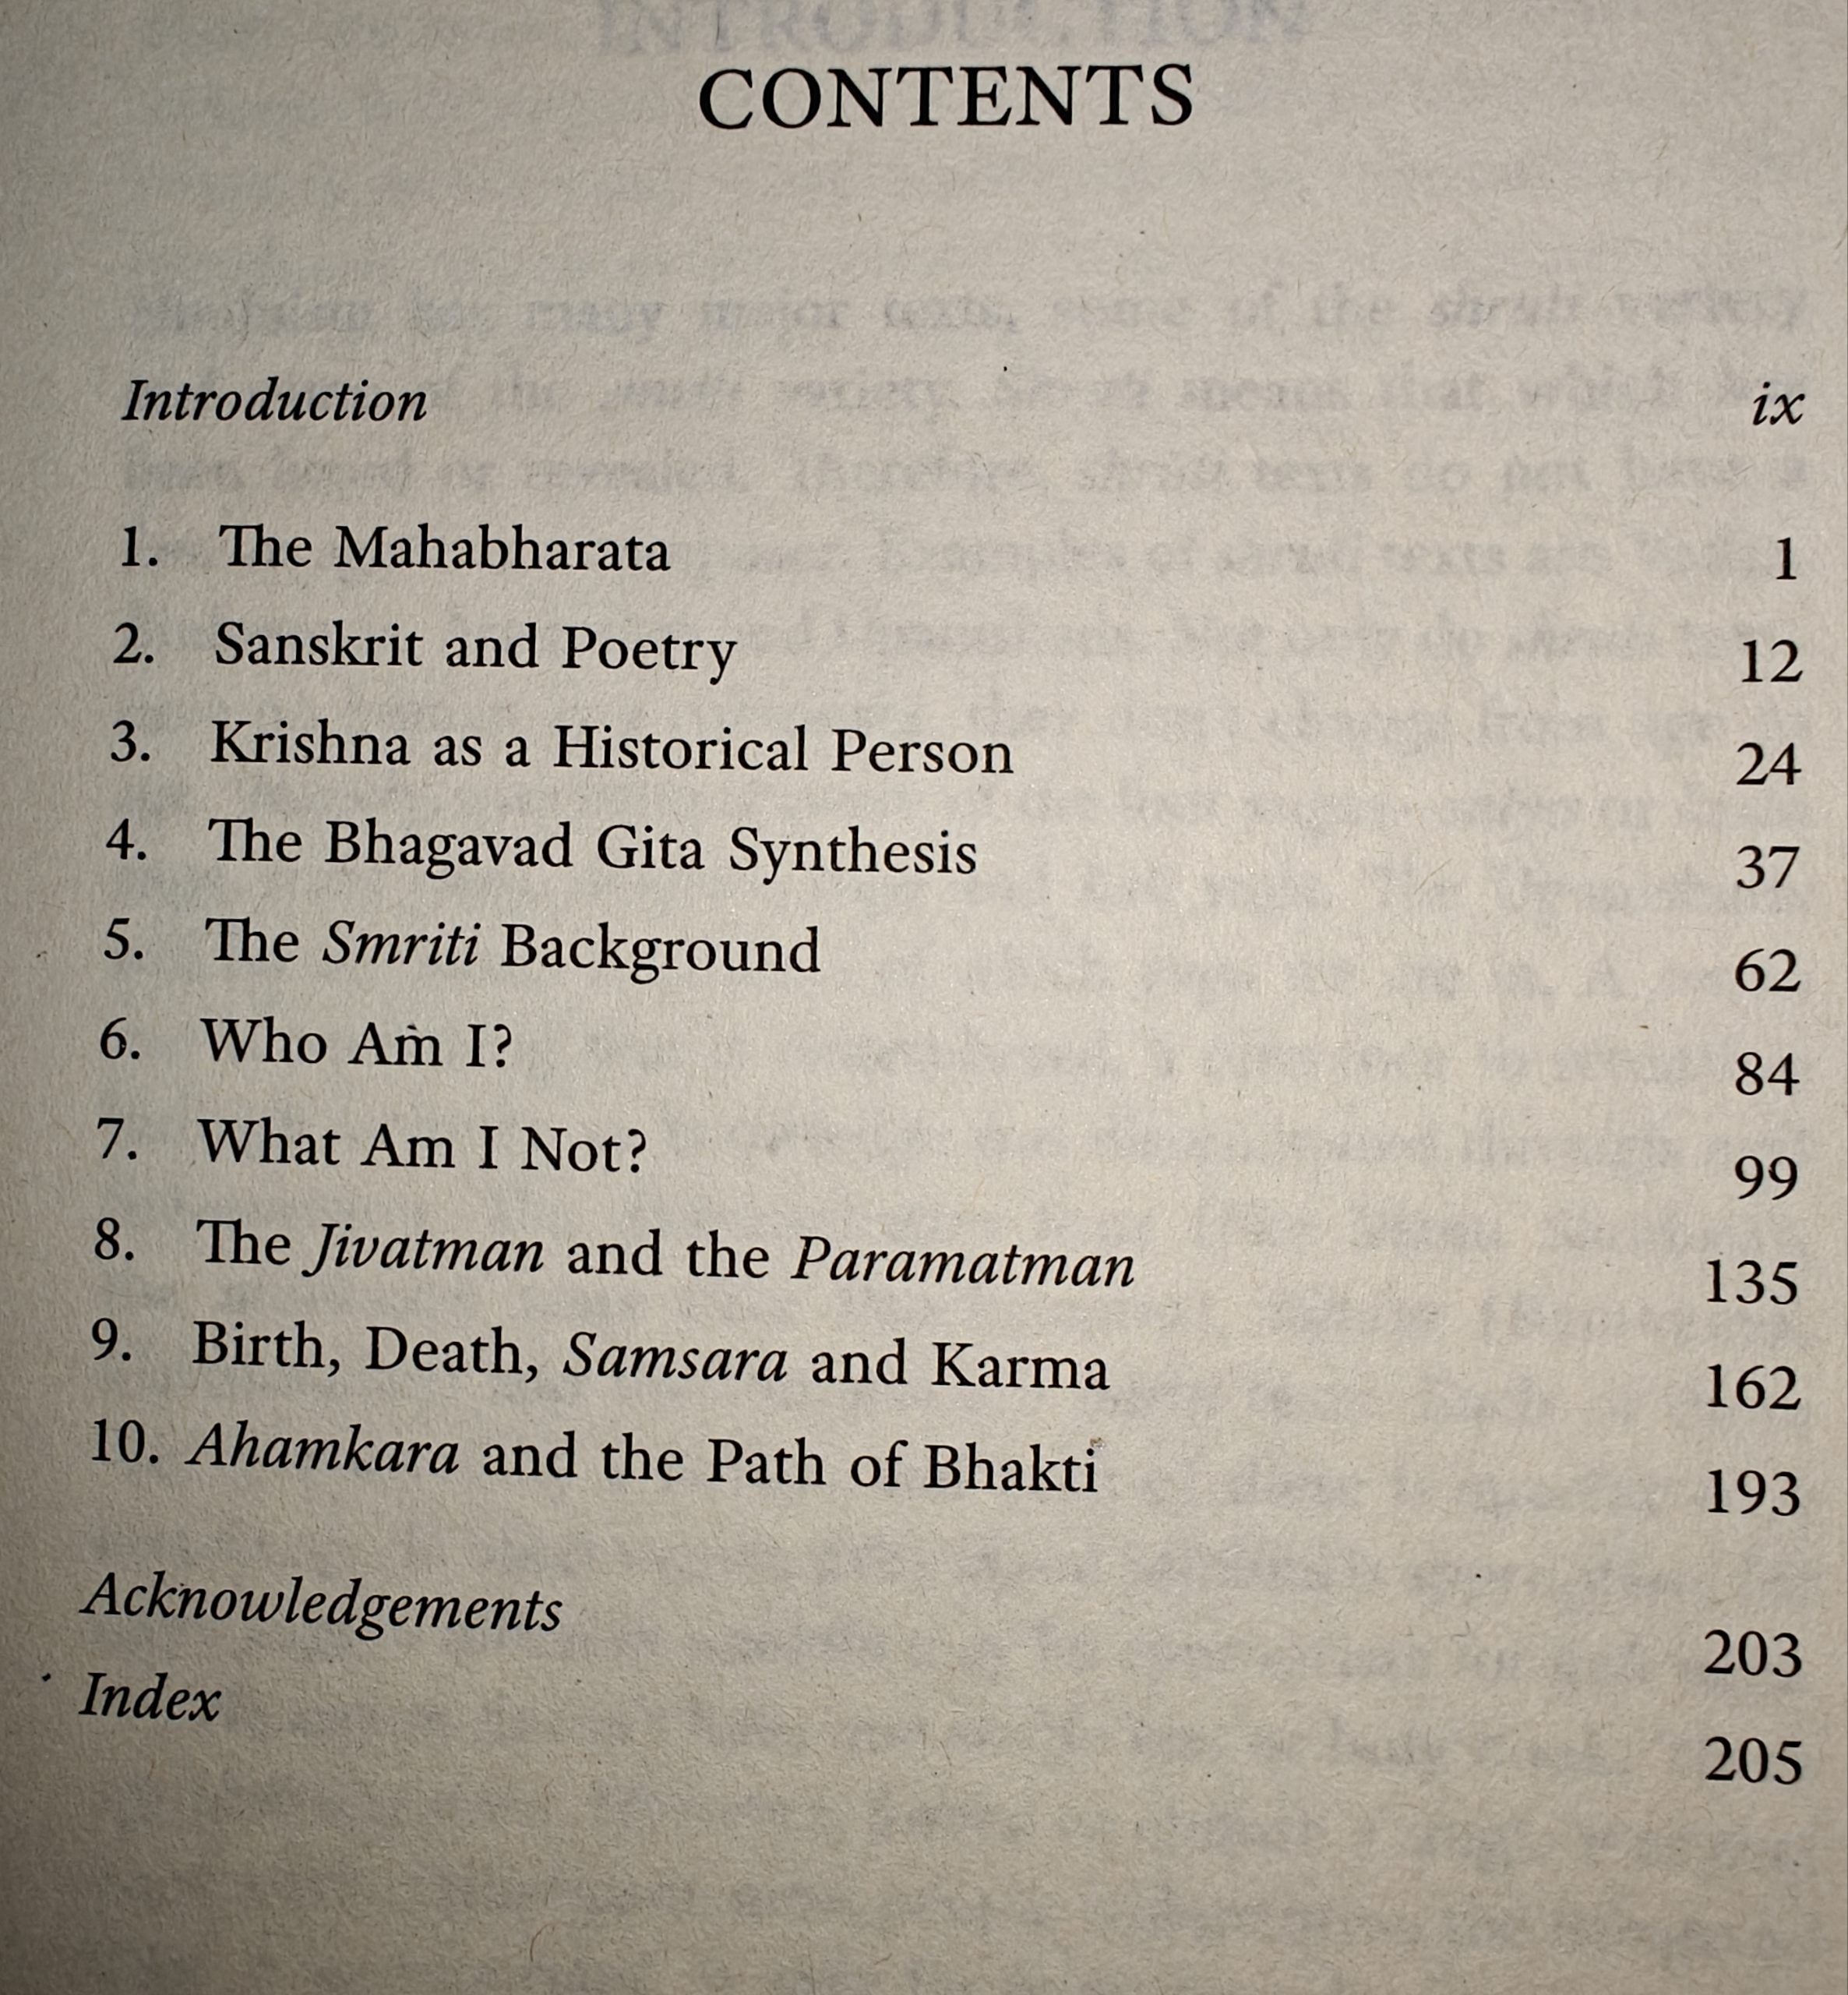 CONTENTS
Introduction ix
1. The Mahabharata 1
2. Sanskrit and Poetry 12
3. Krishna as a Historical Person 24
4. The Bhagavad Gita Synthesis 37
5. The Smriti Background 62
6. Who Am I? 84
7. What Am I Not? 99
8. The Jivatman and the Paramatman 135
9. Birth, Death, Samsara and Karma 162
10. Ahamkara and the Path of Bhakti 193
Acknowledgements 203
Index 205